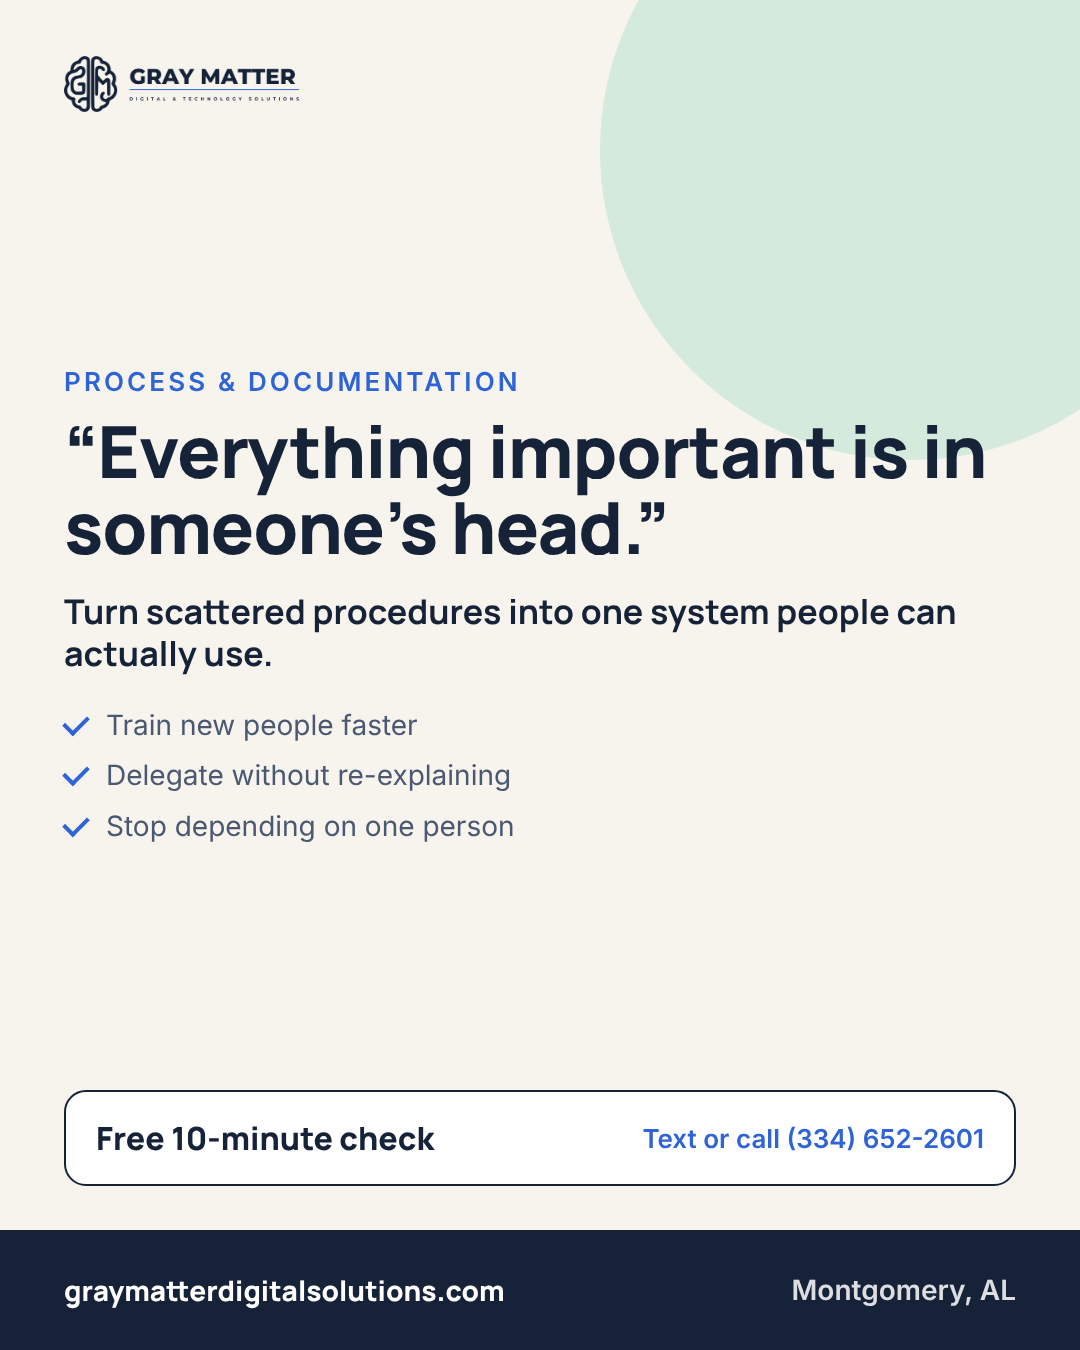 GM
GRAY MATTER
DIGITAL & TECHNOLOGY SOLUTIONS
PROCESS & DOCUMENTATION
“Everything important is in
someone’s head.”
Turn scattered procedures into one system people can
actually use.
Train new people faster
Delegate without re-explaining
Stop depending on one person
Free 10-minute check
Text or call (334) 652-2601
graymatterdigitalsolutions.com
Montgomery, AL